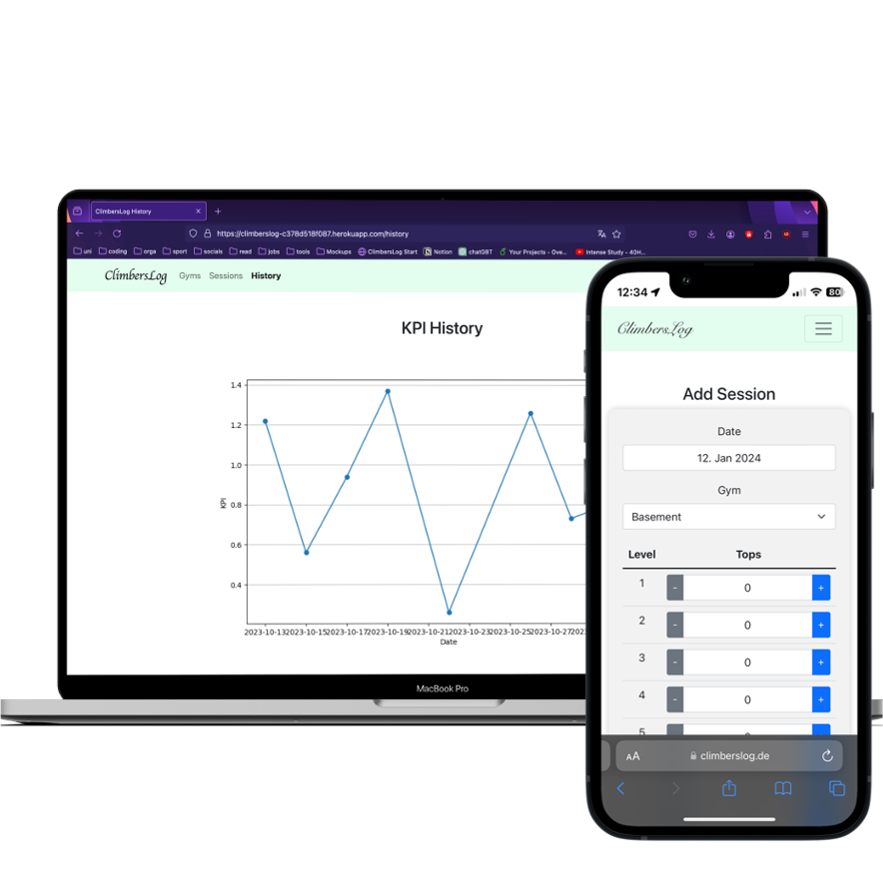 ClimbersLog History
https://climberslog-c378d518f087.herokuapp.com/history
uni coding orga sport socials read jobs tools Mockups ClimbersLog Start Notion chatGBT Your Projects - Ove... Intense Study - 40H...
ClimbersLog Gyms Sessions History
KPI History
1.4
1.2
1.0
0.8
0.6
0.4
KPI
2023-10-13 2023-10-15 2023-10-17 2023-10-19 2023-10-21 2023-10-23 2023-10-25 2023-10-27 202
Date
MacBook Pro
12:34 80
ClimbersLog
Add Session
Date
12. Jan 2024
Gym
Basement
Level Tops
1 - 0 +
2 - 0 +
3 - 0 +
4 - 0 +
5
AA climberslog.de